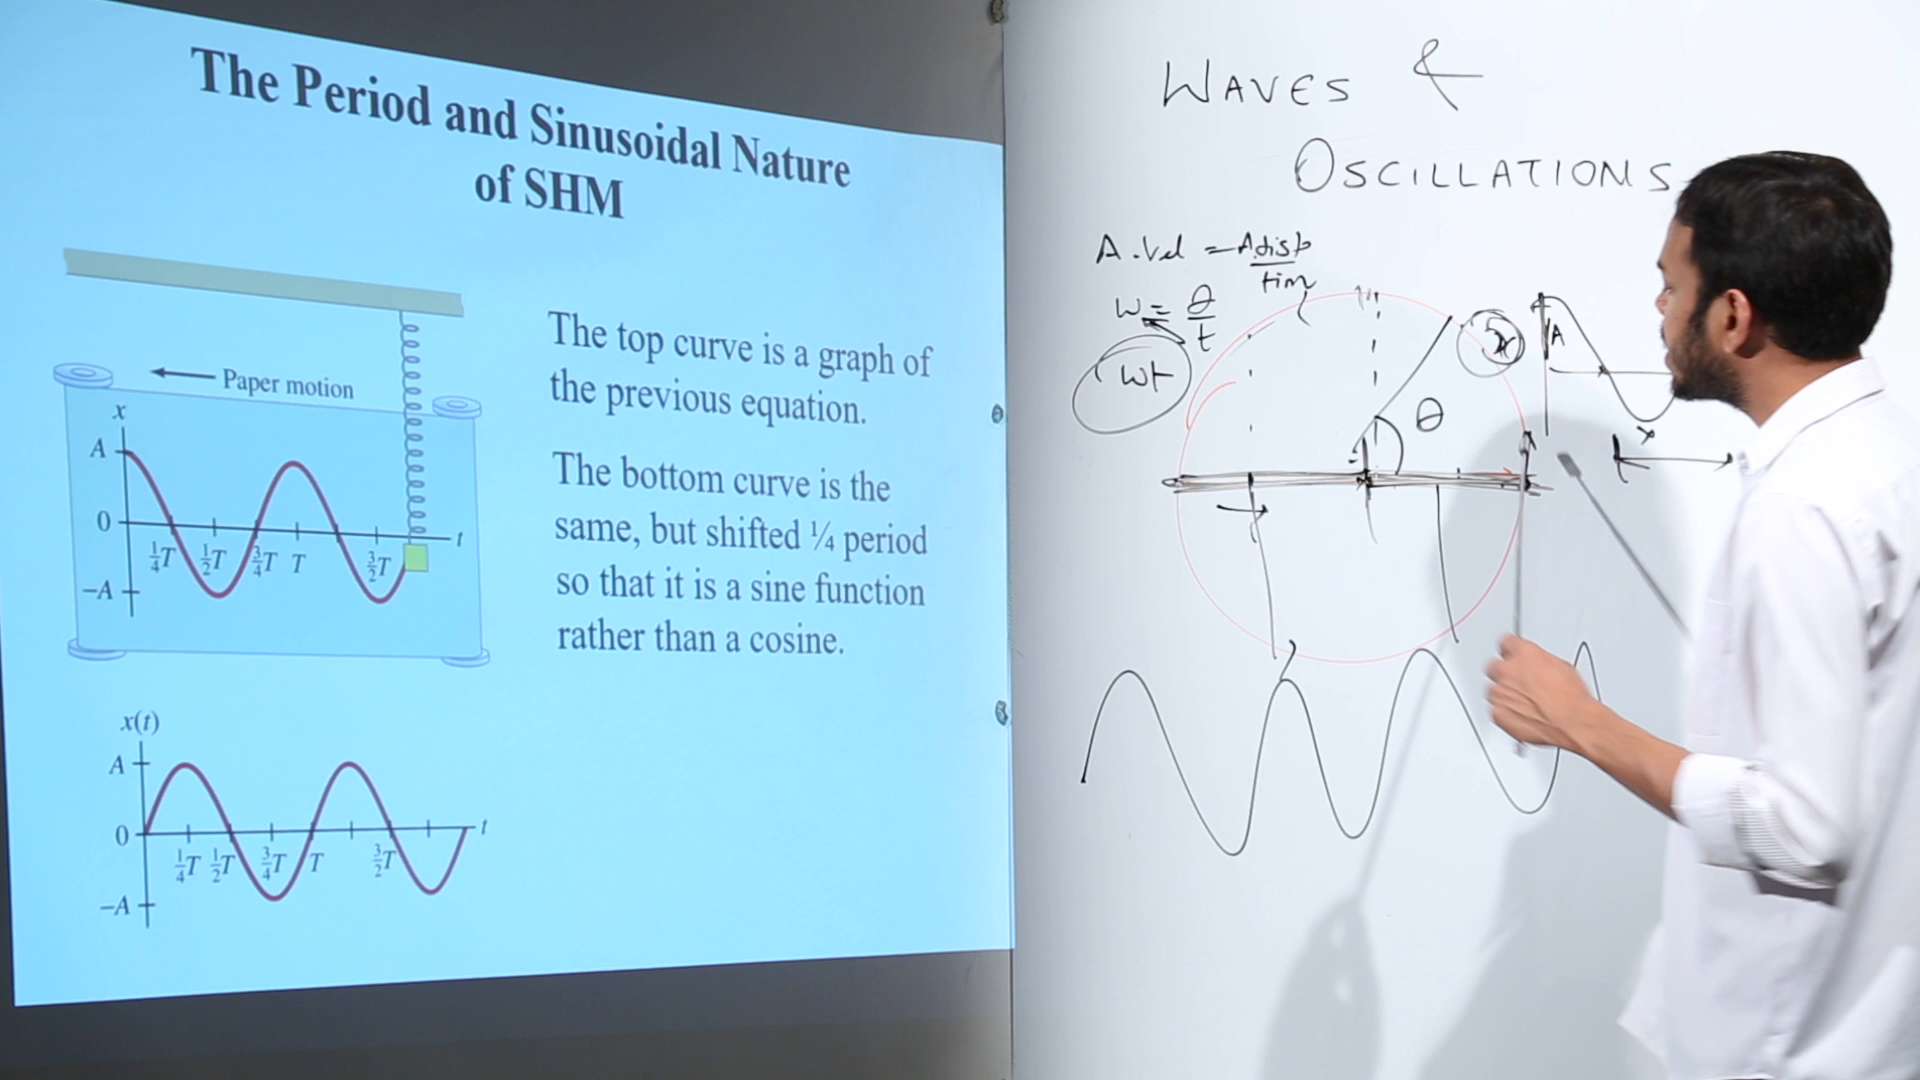 The Period and Sinusoidal Nature
of SHM
Paper motion
x
A
0
-A
¼T ½T ¾T T 3/2T
t
The top curve is a graph of
the previous equation.
The bottom curve is the
same, but shifted ¼ period
so that it is a sine function
rather than a cosine.
x(t)
A
0
-A
¼T ½T ¾T T 3/2T
t
WAVES &
OSCILLATIONS
A.Vel = A disp
tim
ω = θ
t
ωt
θ
x
A
x